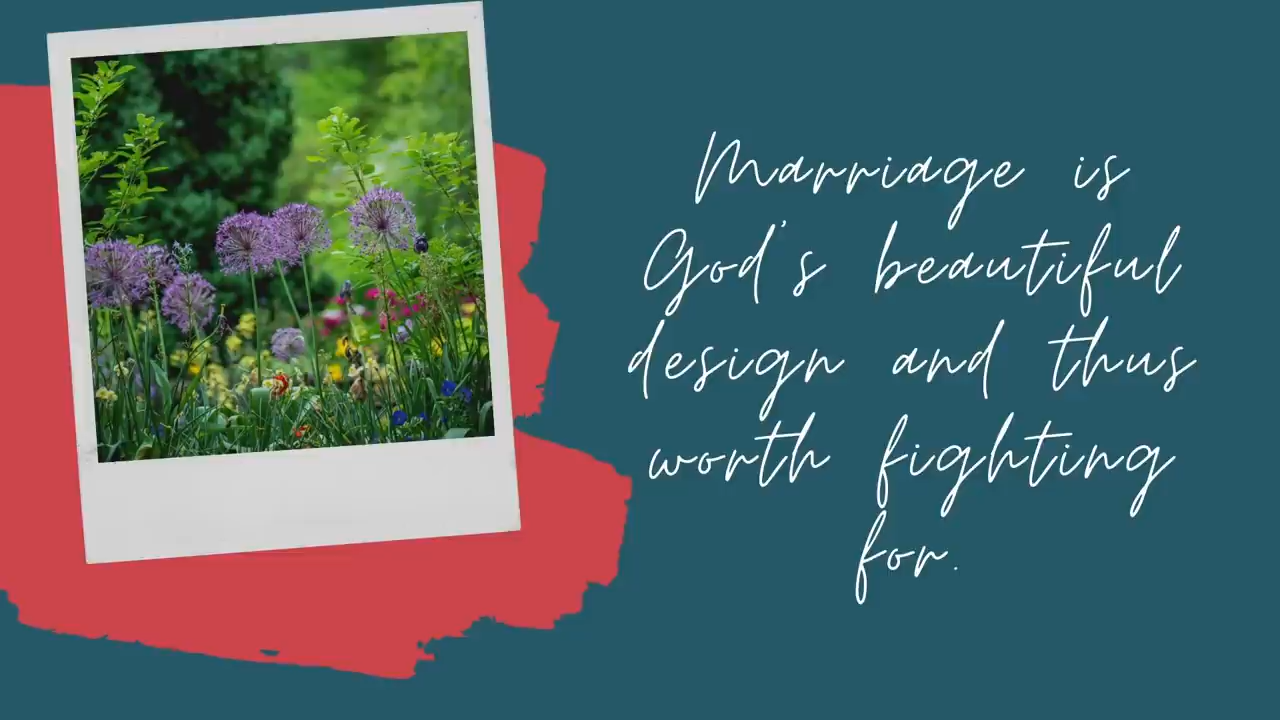 Marriage is
God's beautiful
design and thus
worth fighting
for.